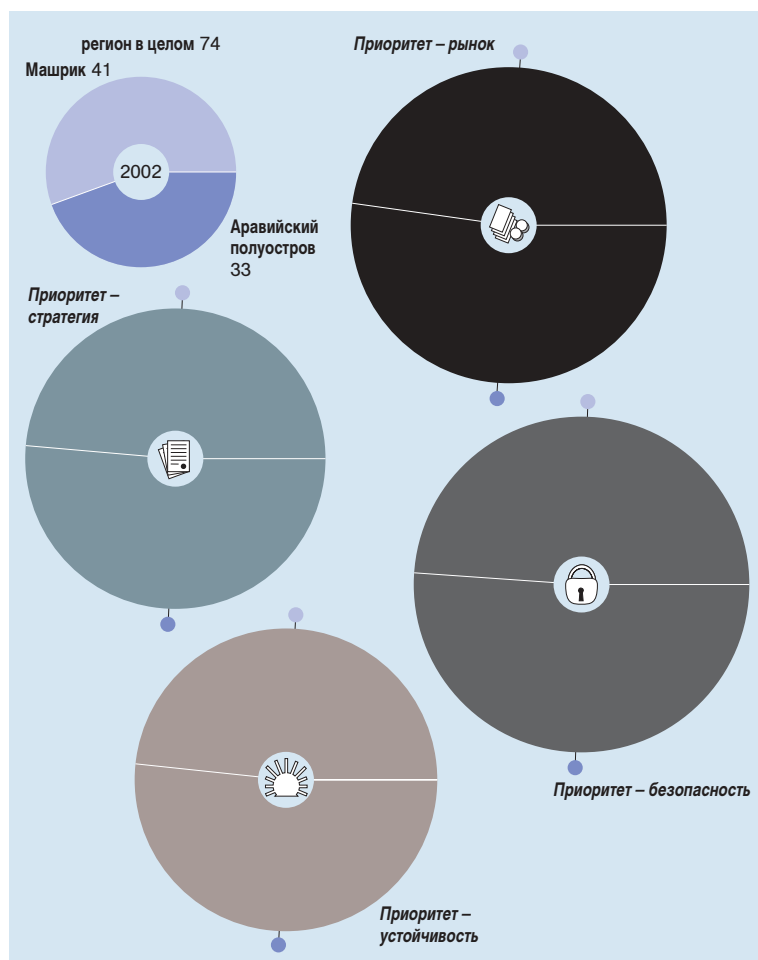 регион в целом 74
Машрик 41
2002
Аравийский
полуостров
33
Приоритет – рынок
Приоритет –
стратегия
Приоритет – безопасность
Приоритет –
устойчивость